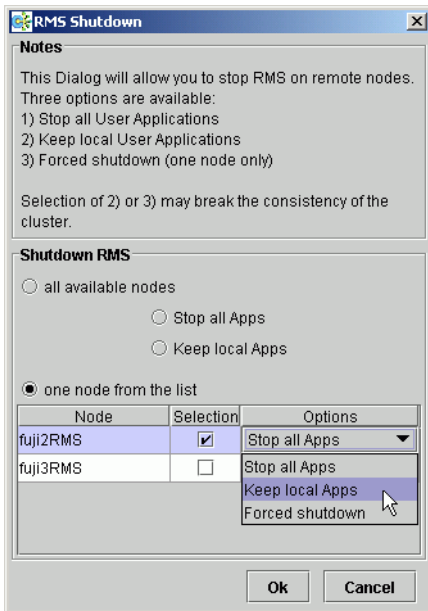 RMS Shutdown
Notes
This Dialog will allow you to stop RMS on remote nodes.
Three options are available:
1) Stop all User Applications
2) Keep local User Applications
3) Forced shutdown (one node only)
Selection of 2) or 3) may break the consistency of the
cluster.
Shutdown RMS
all available nodes
Stop all Apps
Keep local Apps
one node from the list
Node Selection Options
fuji2RMS Stop all Apps
fuji3RMS Stop all Apps
Keep local Apps
Forced shutdown
Ok Cancel